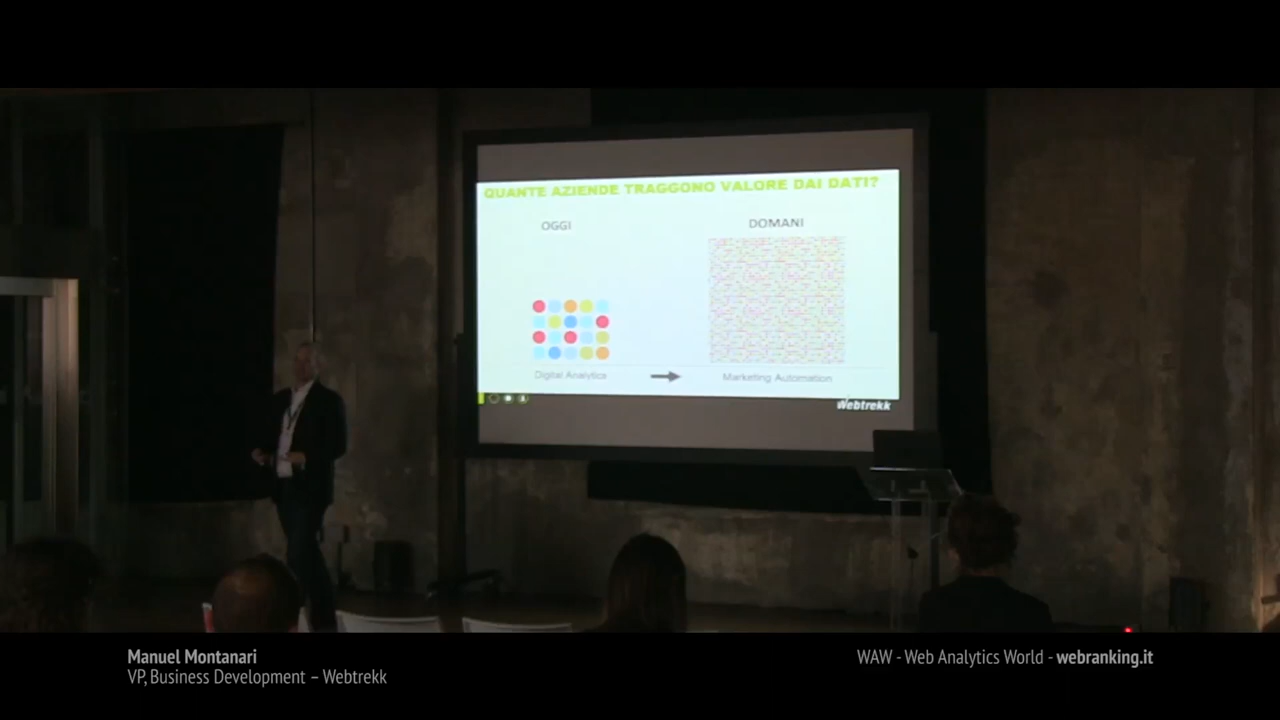 QUANTE AZIENDE TRAGGONO VALORE DAI DATI?
OGGI
DOMANI
Digital Analytics
Marketing Automation
Webtrekk
Manuel Montanari
VP, Business Development – Webtrekk
WAW - Web Analytics World - webranking.it